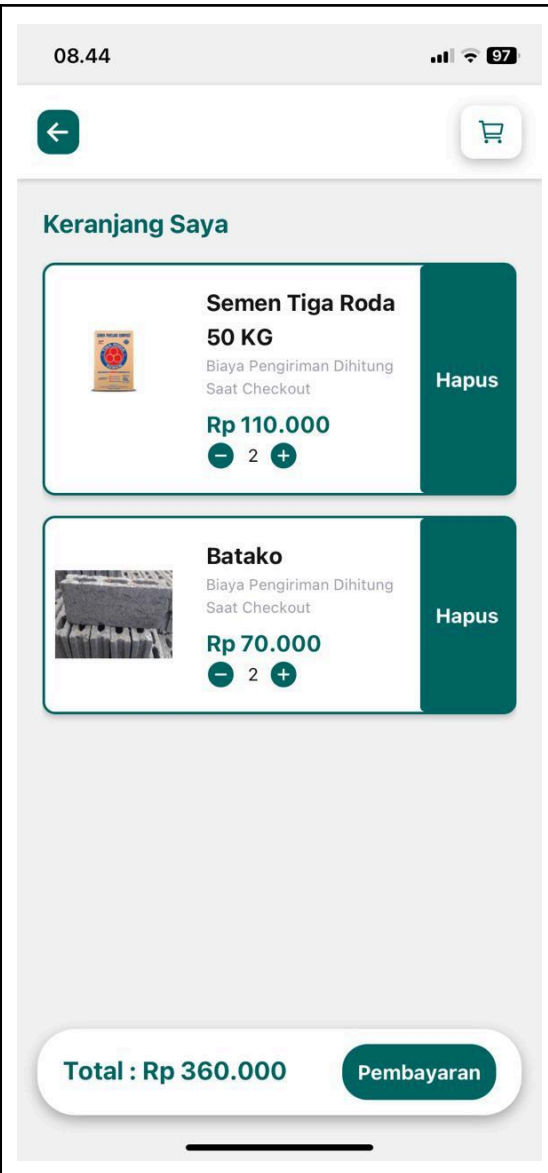 08.44
97
Keranjang Saya
Semen Tiga Roda
50 KG
Biaya Pengiriman Dihitung
Saat Checkout
Rp 110.000
2
Hapus
Batako
Biaya Pengiriman Dihitung
Saat Checkout
Rp 70.000
2
Hapus
Total : Rp 360.000
Pembayaran